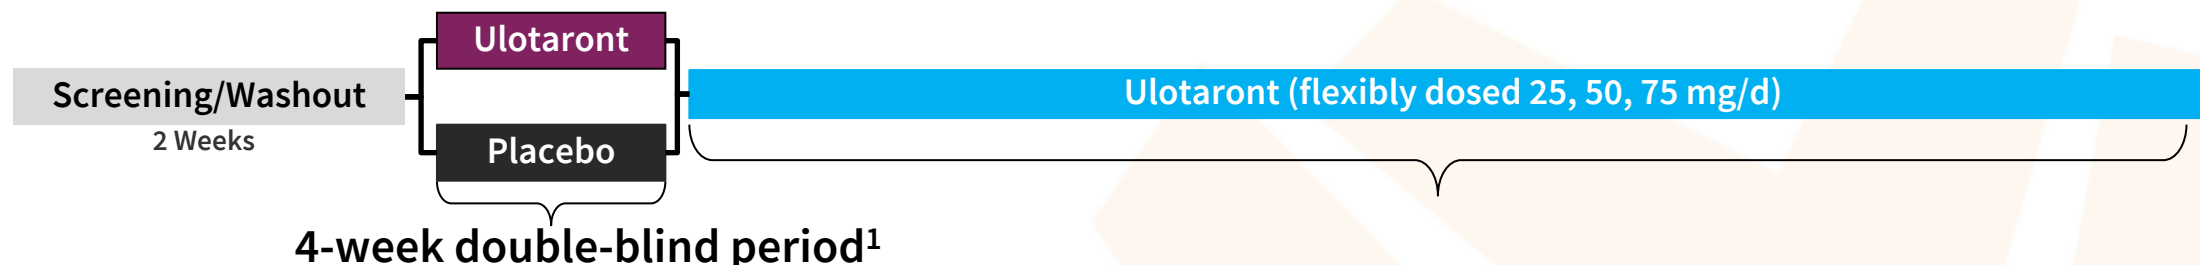 Ulotaront
Screening/Washout
2 Weeks
Placebo
Ulotaront (flexibly dosed 25, 50, 75 mg/d)
4-week double-blind period¹